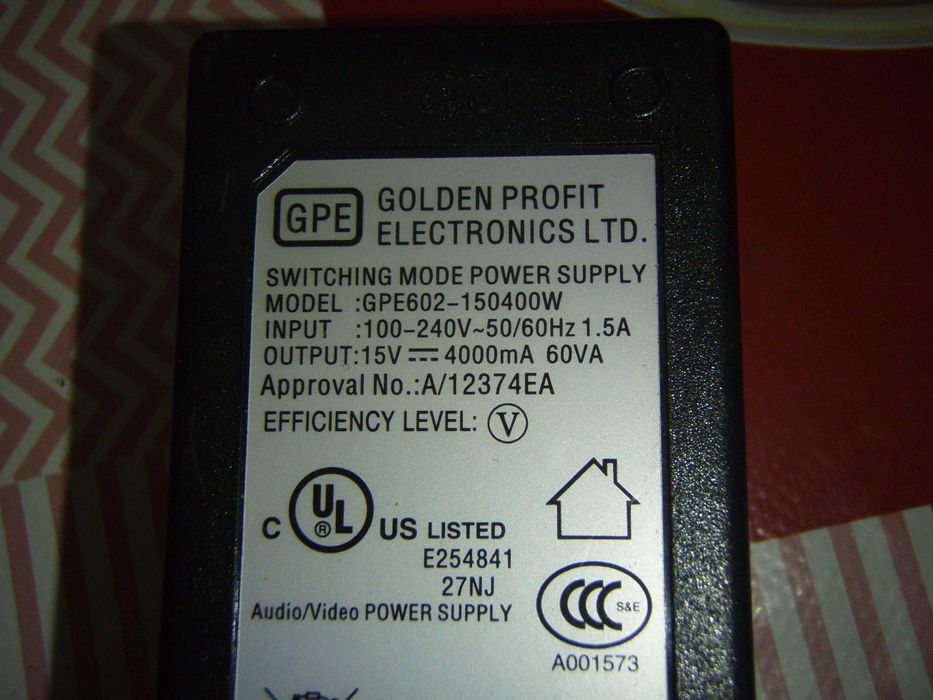 GPE
GOLDEN PROFIT
ELECTRONICS LTD.
SWITCHING MODE POWER SUPPLY
MODEL :GPE602-150400W
INPUT :100-240V~50/60Hz 1.5A
OUTPUT:15V ⎓ 4000mA 60VA
Approval No.:A/12374EA
EFFICIENCY LEVEL: V
C UL ® US LISTED
E254841
27NJ
Audio/Video POWER SUPPLY
CCC S&E
A001573